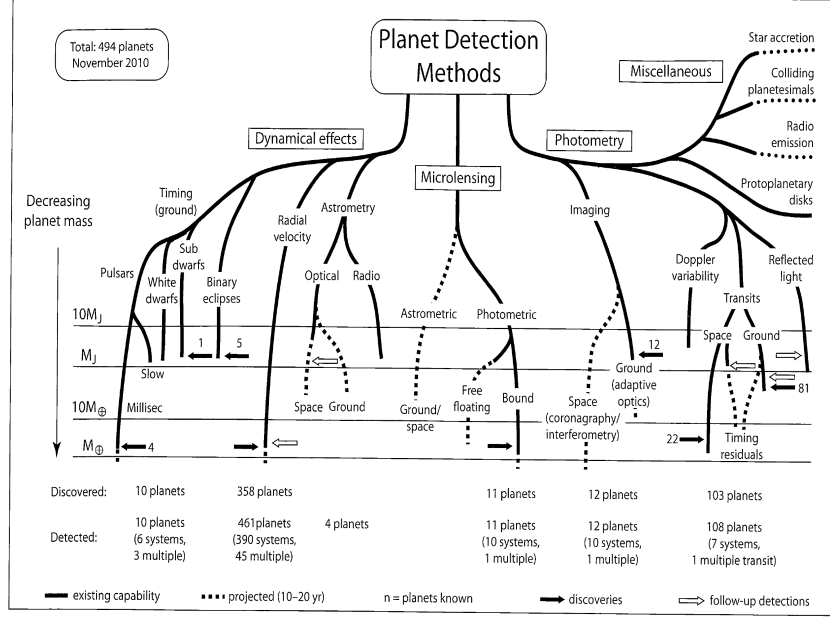 Total: 494 planets
November 2010
Planet Detection
Methods
Star accretion
Miscellaneous
Colliding
planetesimals
Radio
emission
Dynamical effects
Photometry
Microlensing
Protoplanetary
disks
Decreasing
planet mass
Timing
(ground)
Astrometry
Imaging
Radial
velocity
Sub
dwarfs
Pulsars
White
dwarfs
Binary
eclipses
Optical
Radio
Doppler
variability
Reflected
light
Transits
Astrometric
Photometric
Space
Ground
10MJ
1
5
12
MJ
Slow
Ground
(adaptive
optics)
81
Free
floating
Bound
10M⊕
Millisec
Space
Ground
Ground/
space
Space
(coronagraphy/
interferometry)
M⊕
4
22
Timing
residuals
Discovered:
10 planets
358 planets
11 planets
12 planets
103 planets
Detected:
10 planets
(6 systems,
3 multiple)
461planets
(390 systems,
45 multiple)
4 planets
11 planets
(10 systems,
1 multiple)
12 planets
(10 systems,
1 multiple)
108 planets
(7 systems,
1 multiple transit)
existing capability
projected (10–20 yr)
n = planets known
discoveries
follow-up detections